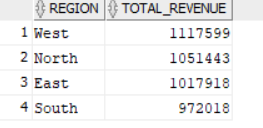 REGION TOTAL_REVENUE
1 West 1117599
2 North 1051443
3 East 1017918
4 South 972018